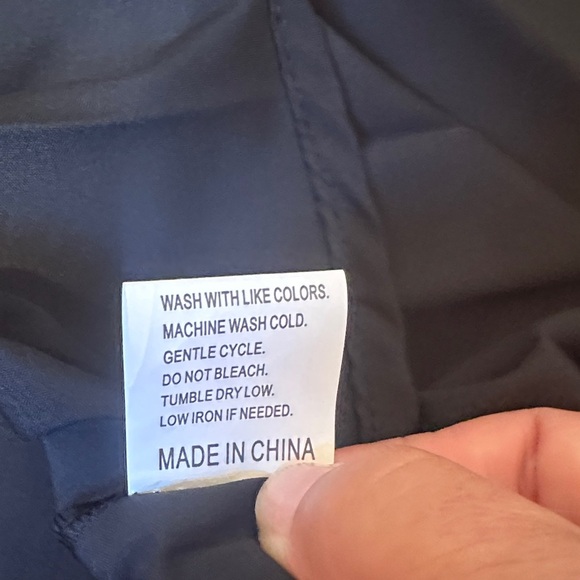 WASH WITH LIKE COLORS.
MACHINE WASH COLD.
GENTLE CYCLE.
DO NOT BLEACH.
TUMBLE DRY LOW.
LOW IRON IF NEEDED.
MADE IN CHINA